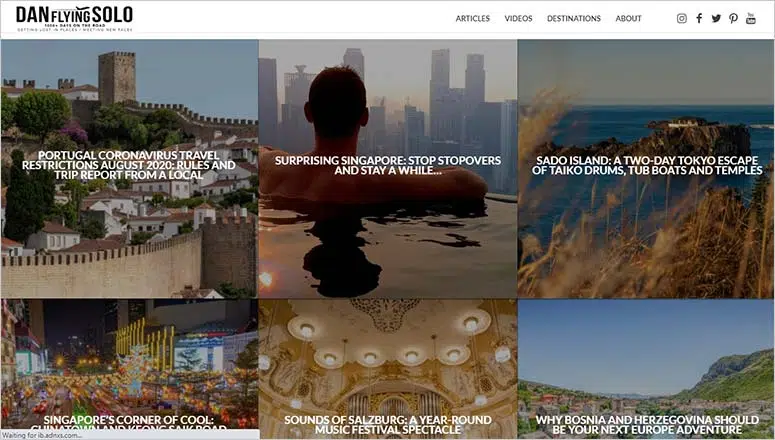 DAN FLYING SOLO
1000+ DAYS ON THE ROAD
GETTING LOST IN PLACES / MEETING NEW FACES
ARTICLES VIDEOS DESTINATIONS ABOUT
You
Tube
PORTUGAL CORONAVIRUS TRAVEL
RESTRICTIONS AUGUST 2020: RULES AND
TRIP REPORT FROM A LOCAL
SURPRISING SINGAPORE: STOP STOPOVERS
AND STAY A WHILE...
SADO ISLAND: A TWO-DAY TOKYO ESCAPE
OF TAIKO DRUMS, TUB BOATS AND TEMPLES
SINGAPORE'S CORNER OF COOL:
CHINATOWN AND KEONG SAIK ROAD
SOUNDS OF SALZBURG: A YEAR-ROUND
MUSIC FESTIVAL SPECTACLE
WHY BOSNIA AND HERZEGOVINA SHOULD
BE YOUR NEXT EUROPE ADVENTURE
Waiting for ib.adnxs.com...